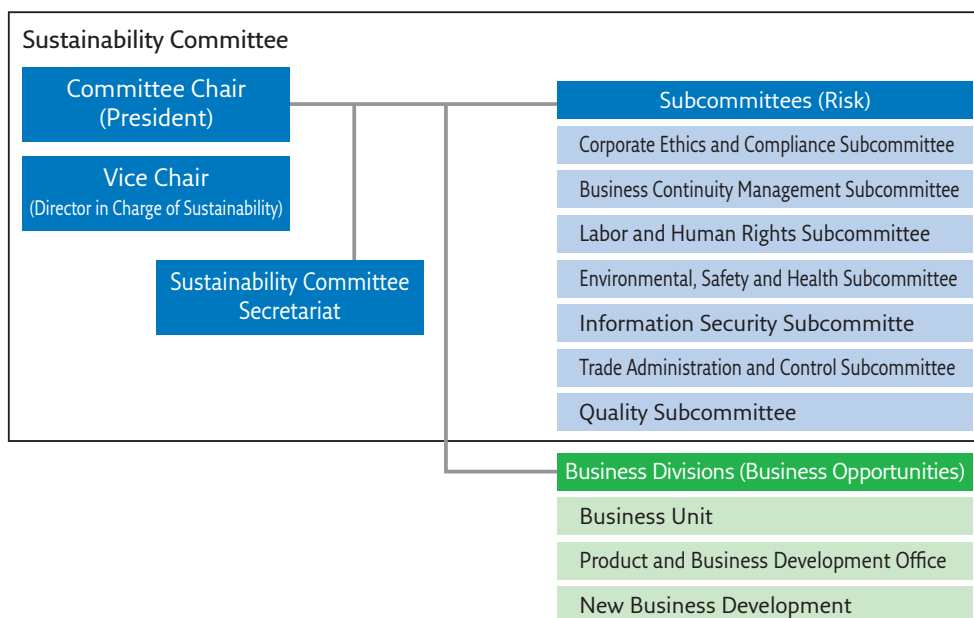 Sustainability Committee
Committee Chair
(President)
Vice Chair
(Director in Charge of Sustainability)
Sustainability Committee
Secretariat
Subcommittees (Risk)
Corporate Ethics and Compliance Subcommittee
Business Continuity Management Subcommittee
Labor and Human Rights Subcommittee
Environmental, Safety and Health Subcommittee
Information Security Subcommitte
Trade Administration and Control Subcommittee
Quality Subcommittee
Business Divisions (Business Opportunities)
Business Unit
Product and Business Development Office
New Business Development